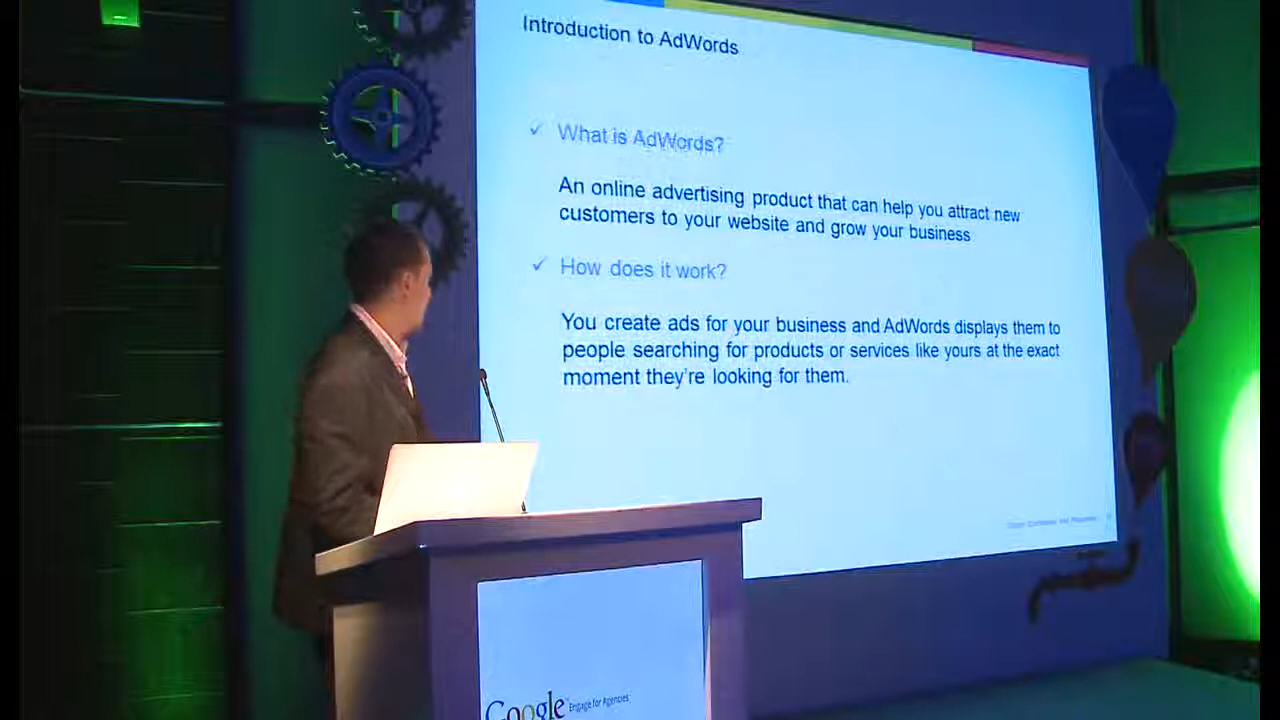 Introduction to AdWords
✓ What is AdWords?
An online advertising product that can help you attract new
customers to your website and grow your business
✓ How does it work?
You create ads for your business and AdWords displays them to
people searching for products or services like yours at the exact
moment they're looking for them.
Google Engage for Agencies